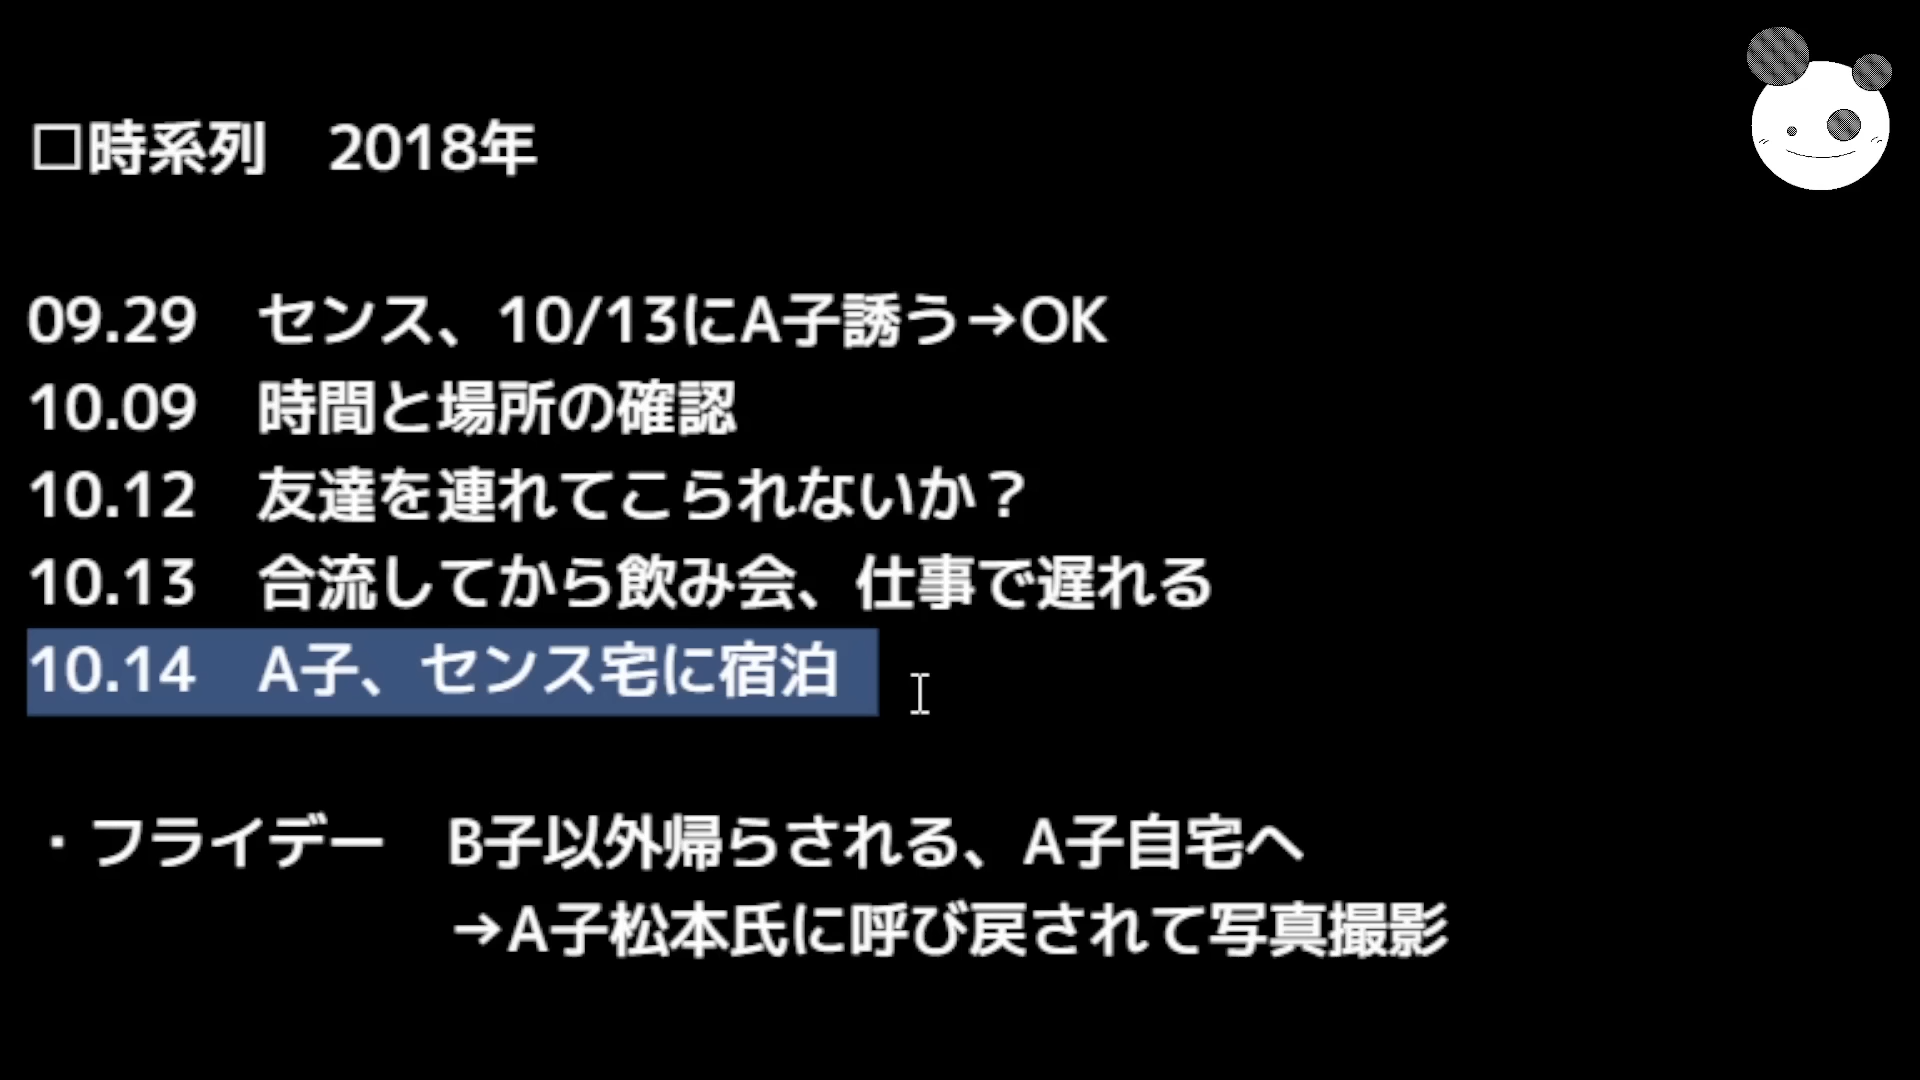 □時系列　2018年
09.29　センス、10/13にA子誘う→OK
10.09　時間と場所の確認
10.12　友達を連れてこられないか？
10.13　合流してから飲み会、仕事で遅れる
10.14　A子、センス宅に宿泊
・フライデー　B子以外帰らされる、A子自宅へ
→A子松本氏に呼び戻されて写真撮影